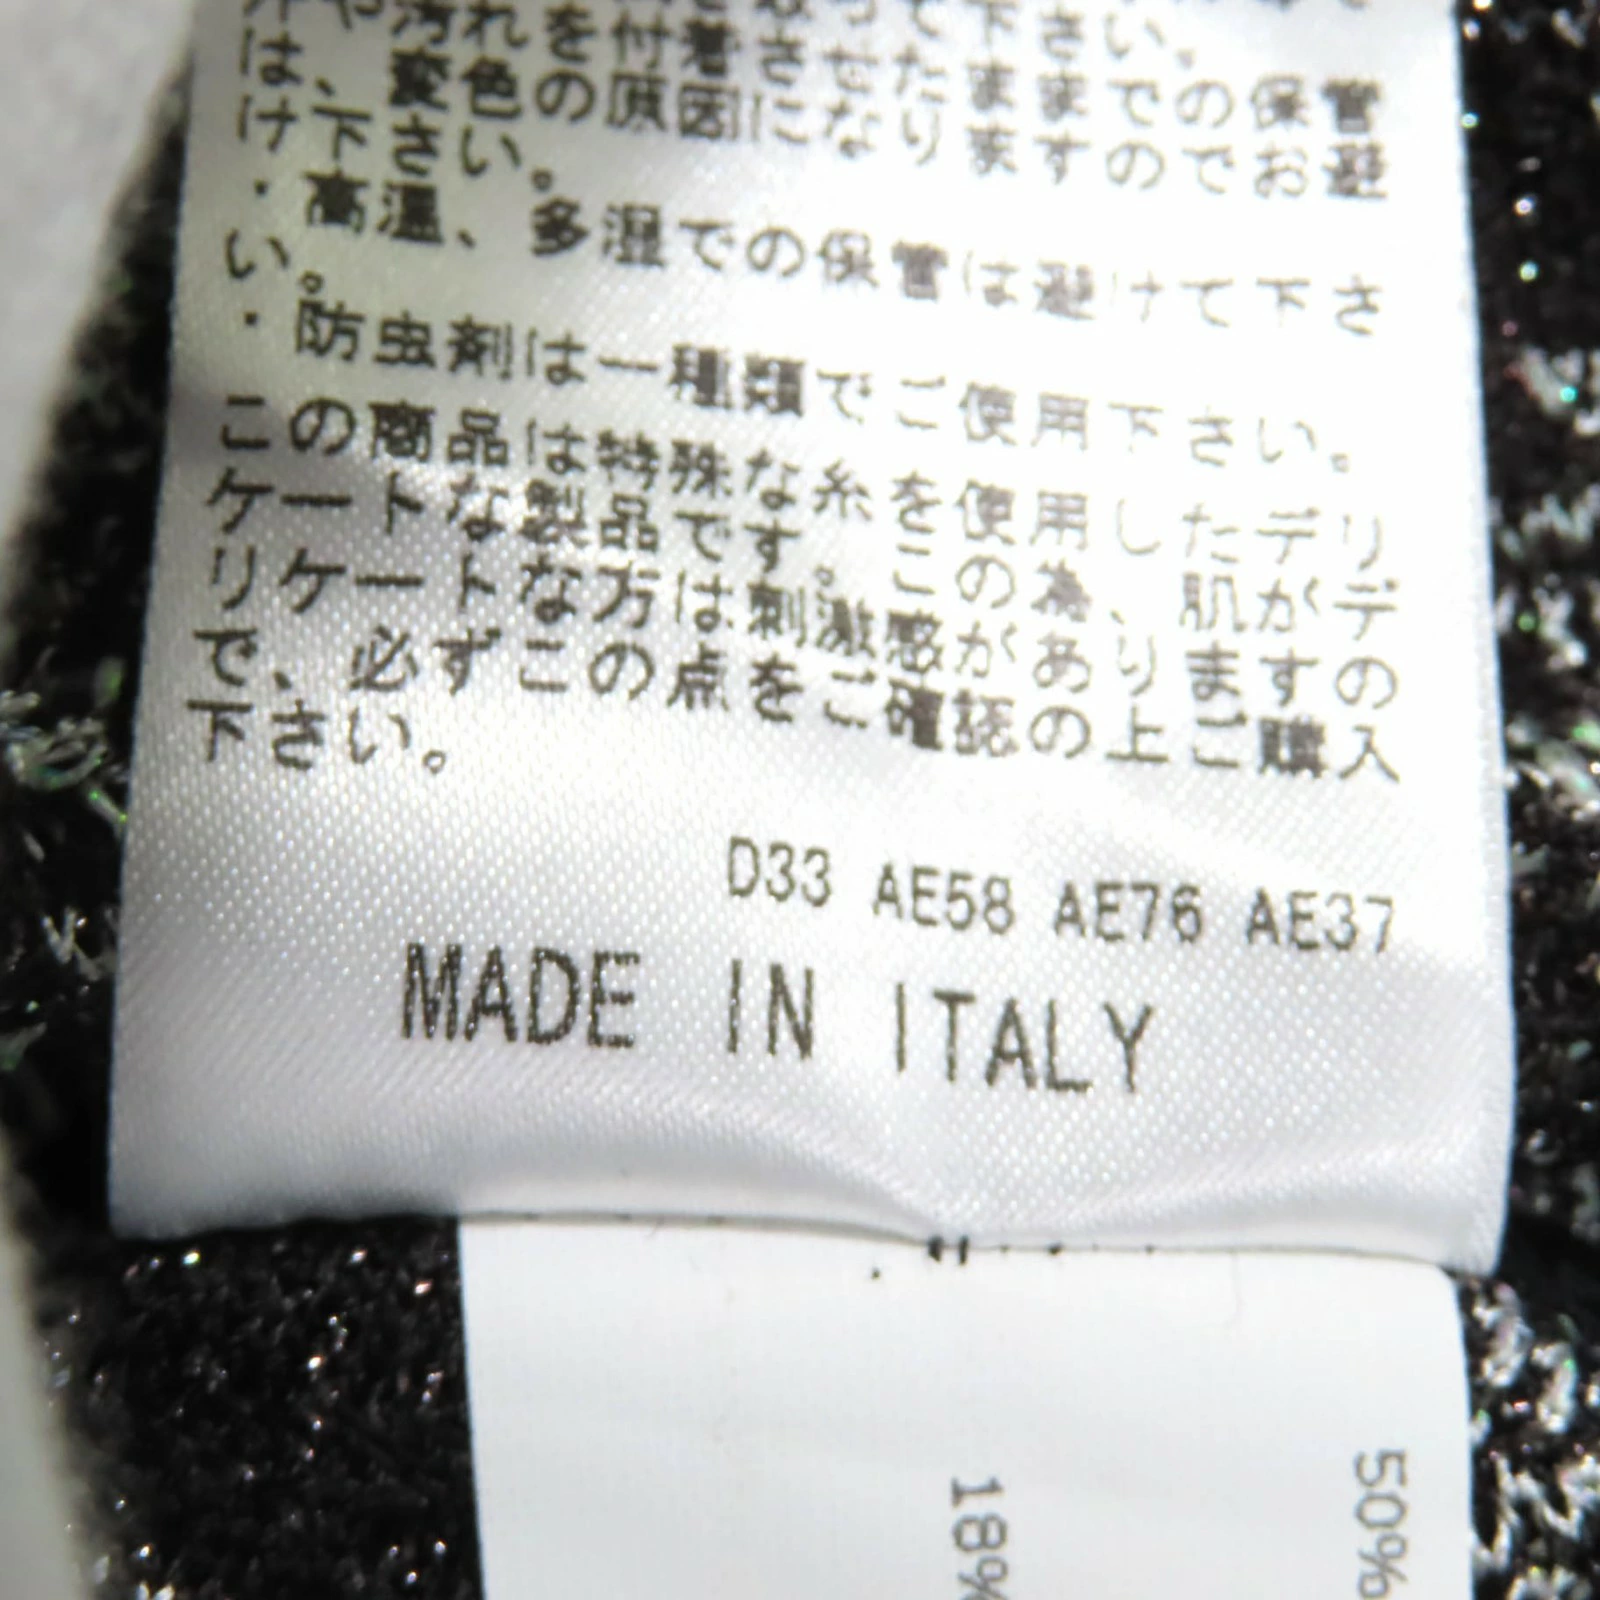 汚れを付着させたままでの保管
は、変色の原因になりますのでお避
け下さい。
・高温、多湿での保管は避けて下さ
い。
・防虫剤は一種類でご使用下さい。
この商品は特殊な糸を使用したデリ
ケートな製品です。この為、肌がデ
リケートな方は刺激感がありますの
で、必ずこの点をご確認の上ご購入
下さい。
D33 AE58 AE76 AE37
MADE IN ITALY
50%
18%